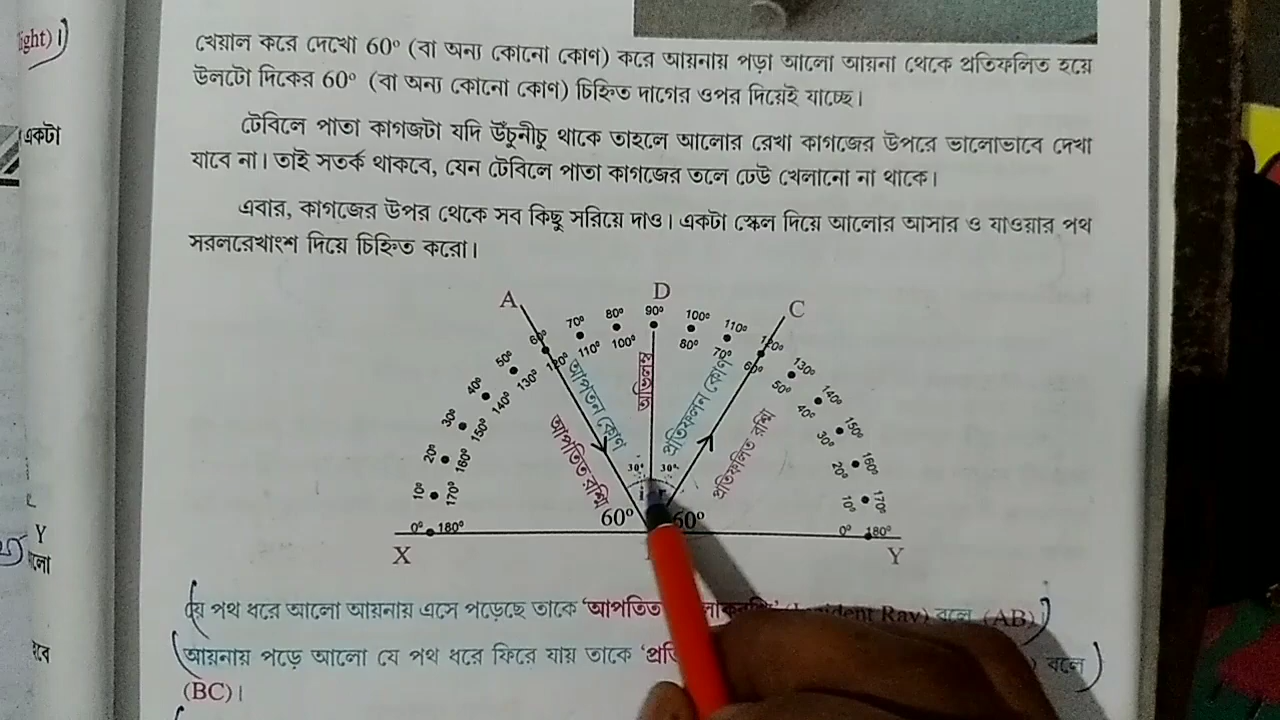 ight) ।
একটা
Y
লো
খেয়াল করে দেখো 60° (বা অন্য কোনো কোণ) করে আয়নায় পড়া আলো আয়না থেকে প্রতিফলিত হয়ে
উলটো দিকের 60° (বা অন্য কোনো কোণ) চিহ্নিত দাগের ওপর দিয়েই যাচ্ছে।
টেবিলে পাতা কাগজটা যদি উঁচুনীচু থাকে তাহলে আলোর রেখা কাগজের উপরে ভালোভাবে দেখা
যাবে না। তাই সতর্ক থাকবে, যেন টেবিলে পাতা কাগজের তলে ঢেউ খেলানো না থাকে।
এবার, কাগজের উপর থেকে সব কিছু সরিয়ে দাও। একটা স্কেল দিয়ে আলোর আসার ও যাওয়ার পথ
সরলরেখাংশ দিয়ে চিহ্নিত করো।
A D C
0° 10° 20° 30° 40° 50° 60° 70° 80° 90° 100° 110° 120° 130° 140° 150° 160° 170° 180°
180° 170° 160° 150° 140° 130° 120° 110° 100° 80° 70° 60° 50° 40° 30° 20° 10° 0°
আপতন কোণ
আপতিত রশ্মি
অভিলম্ব
প্রতিফলন কোণ
প্রতিফলিত রশ্মি
30° 30°
60° 60°
X Y
যে পথ ধরে আলো আয়নায় এসে পড়েছে তাকে 'আপতিত Ray) বলে (AB)
আয়নায় পড়ে আলো যে পথ ধরে ফিরে যায় তাকে বলে
(BC)।